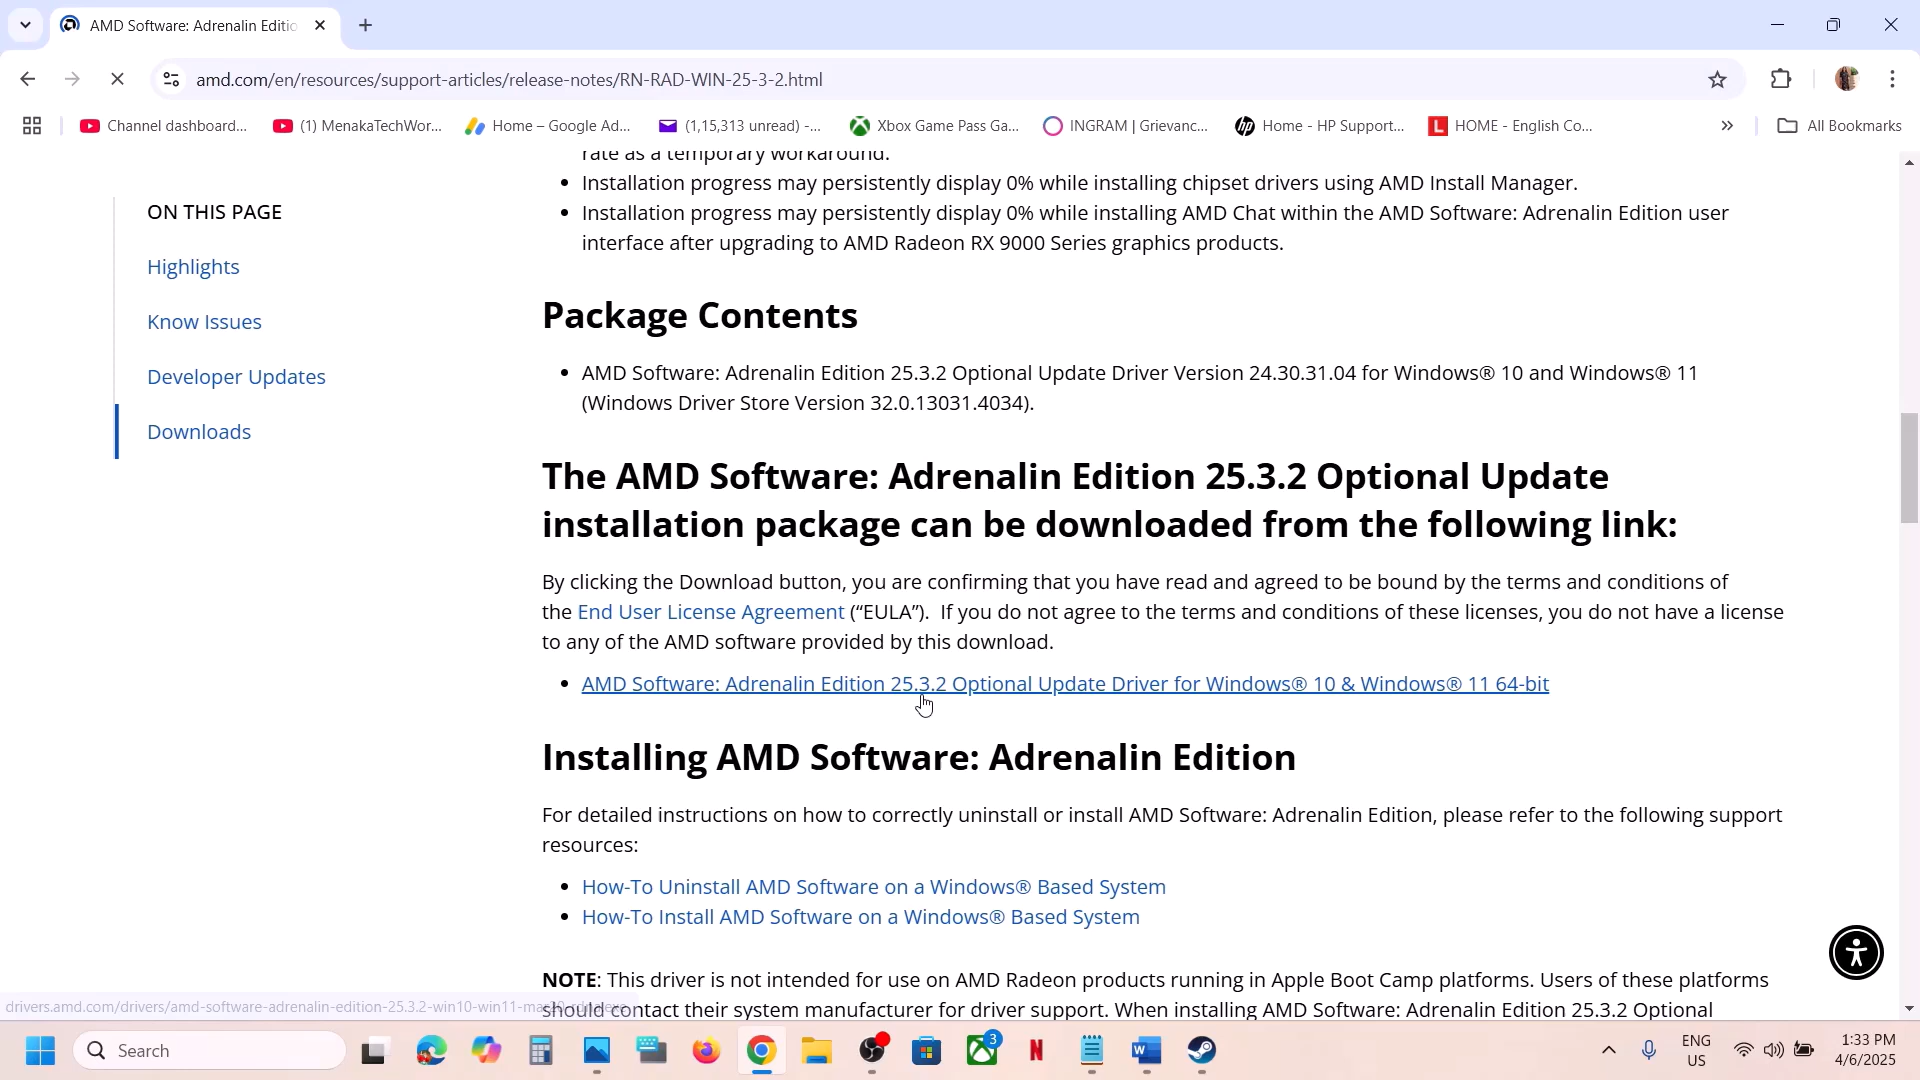 AMD Software: Adrenalin Editio
amd.com/en/resources/support-articles/release-notes/RN-RAD-WIN-25-3-2.html
Channel dashboard...
(1) MenakaTechWor...
Home – Google Ad...
(1,15,313 unread) -...
Xbox Game Pass Ga...
INGRAM | Grievanc...
Home - HP Support...
HOME - English Co...
All Bookmarks
ON THIS PAGE
Highlights
Know Issues
Developer Updates
Downloads
rate as a temporary workaround.
• Installation progress may persistently display 0% while installing chipset drivers using AMD Install Manager.
• Installation progress may persistently display 0% while installing AMD Chat within the AMD Software: Adrenalin Edition user
interface after upgrading to AMD Radeon RX 9000 Series graphics products.
Package Contents
• AMD Software: Adrenalin Edition 25.3.2 Optional Update Driver Version 24.30.31.04 for Windows® 10 and Windows® 11
(Windows Driver Store Version 32.0.13031.4034).
The AMD Software: Adrenalin Edition 25.3.2 Optional Update
installation package can be downloaded from the following link:
By clicking the Download button, you are confirming that you have read and agreed to be bound by the terms and conditions of
the End User License Agreement (“EULA”).  If you do not agree to the terms and conditions of these licenses, you do not have a license
to any of the AMD software provided by this download.
• AMD Software: Adrenalin Edition 25.3.2 Optional Update Driver for Windows® 10 & Windows® 11 64-bit
Installing AMD Software: Adrenalin Edition
For detailed instructions on how to correctly uninstall or install AMD Software: Adrenalin Edition, please refer to the following support
resources:
• How-To Uninstall AMD Software on a Windows® Based System
• How-To Install AMD Software on a Windows® Based System
NOTE: This driver is not intended for use on AMD Radeon products running in Apple Boot Camp platforms. Users of these platforms
should contact their system manufacturer for driver support. When installing AMD Software: Adrenalin Edition 25.3.2 Optional
drivers.amd.com/drivers/amd-software-adrenalin-edition-25.3.2-win10-win11-
Search
3
ENG
US
1:33 PM
4/6/2025